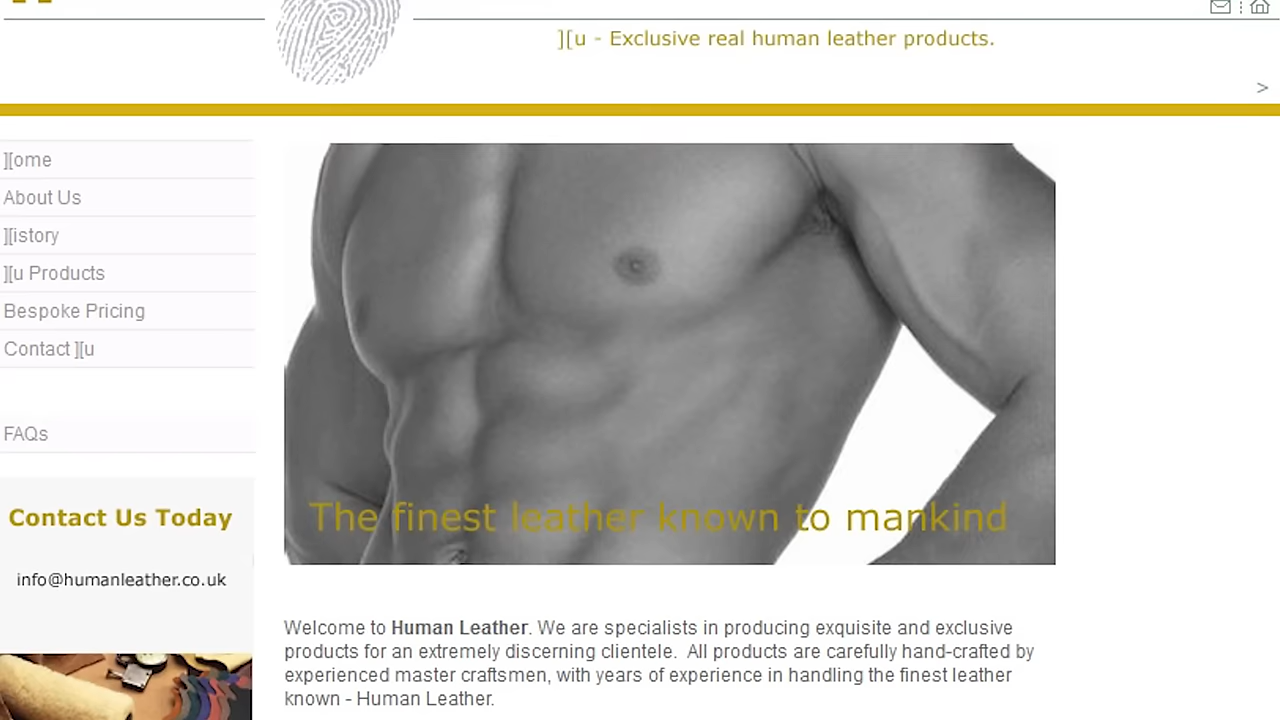 ][u - Exclusive real human leather products.
>
][ome
About Us
][istory
][u Products
Bespoke Pricing
Contact ][u
FAQs
Contact Us Today
info@humanleather.co.uk
The finest leather known to mankind
Welcome to Human Leather. We are specialists in producing exquisite and exclusive
products for an extremely discerning clientele. All products are carefully hand-crafted by
experienced master craftsmen, with years of experience in handling the finest leather
known - Human Leather.